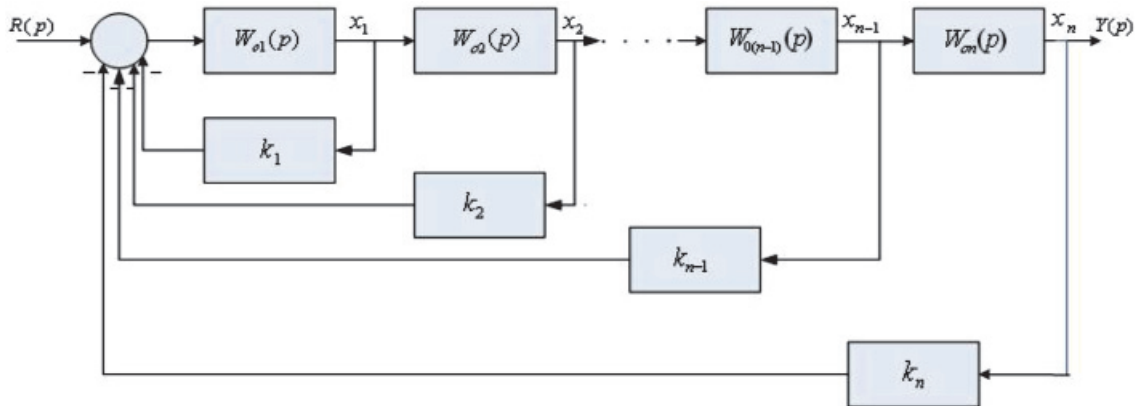 R(p) W_{o1}(p) x_1 W_{o2}(p) x_2 . . . . . . W_{0(n-1)}(p) x_{n-1} W_{on}(p) x_n Y(p)
– – – –
k_1
k_2
k_{n-1}
k_n